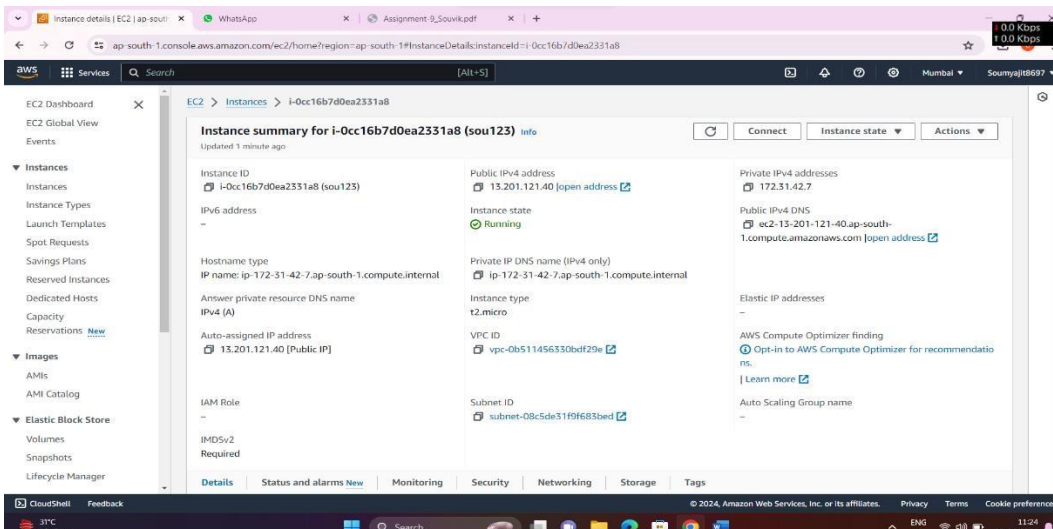 Instance details | EC2 | ap-south
WhatsApp
Assignment-9_Souvik.pdf
0.0 Kbps
0.0 Kbps
ap-south-1.console.aws.amazon.com/ec2/home?region=ap-south-1#InstanceDetails:instanceId=i-0cc16b7d0ea2331a8
aws Services Search [Alt+S] Mumbai Soumyajit8697
EC2 Dashboard
EC2 Global View
Events
Instances
Instances
Instance Types
Launch Templates
Spot Requests
Savings Plans
Reserved Instances
Dedicated Hosts
Capacity
Reservations New
Images
AMIs
AMI Catalog
Elastic Block Store
Volumes
Snapshots
Lifecycle Manager
EC2 > Instances > i-0cc16b7d0ea2331a8
Instance summary for i-0cc16b7d0ea2331a8 (sou123) Info
Updated 1 minute ago
Connect Instance state Actions
Instance ID
i-0cc16b7d0ea2331a8 (sou123)
Public IPv4 address
13.201.121.40 |open address
Private IPv4 addresses
172.31.42.7
IPv6 address
–
Instance state
Running
Public IPv4 DNS
ec2-13-201-121-40.ap-south-
1.compute.amazonaws.com |open address
Hostname type
IP name: ip-172-31-42-7.ap-south-1.compute.internal
Private IP DNS name (IPv4 only)
ip-172-31-42-7.ap-south-1.compute.internal
Answer private resource DNS name
IPv4 (A)
Instance type
t2.micro
Elastic IP addresses
–
Auto-assigned IP address
13.201.121.40 [Public IP]
VPC ID
vpc-0b511456330bdf29e
AWS Compute Optimizer finding
Opt-in to AWS Compute Optimizer for recommendatio
ns.
| Learn more
IAM Role
–
Subnet ID
subnet-08c5de31f9f683bed
Auto Scaling Group name
–
IMDSv2
Required
Details Status and alarms New Monitoring Security Networking Storage Tags
CloudShell Feedback © 2024, Amazon Web Services, Inc. or its affiliates. Privacy Terms Cookie preference
31°C Search ENG 11:24